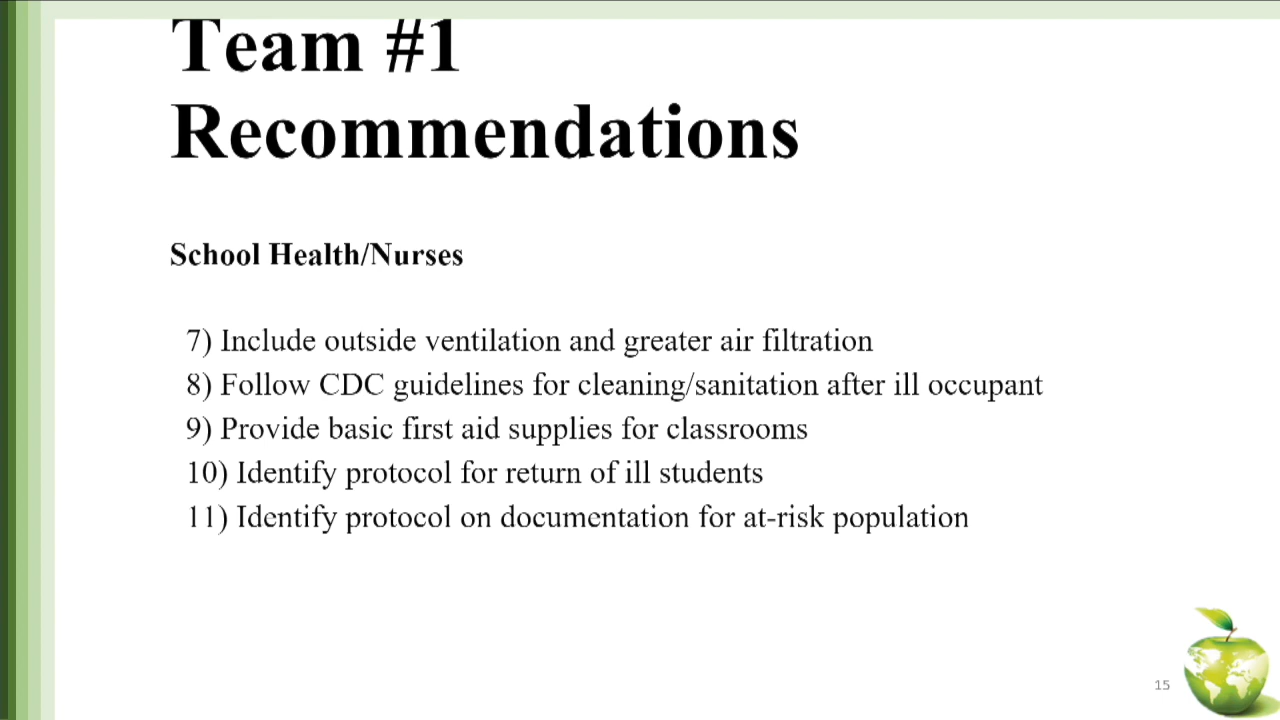 Team #1
Recommendations
School Health/Nurses
7) Include outside ventilation and greater air filtration
8) Follow CDC guidelines for cleaning/sanitation after ill occupant
9) Provide basic first aid supplies for classrooms
10) Identify protocol for return of ill students
11) Identify protocol on documentation for at-risk population
15